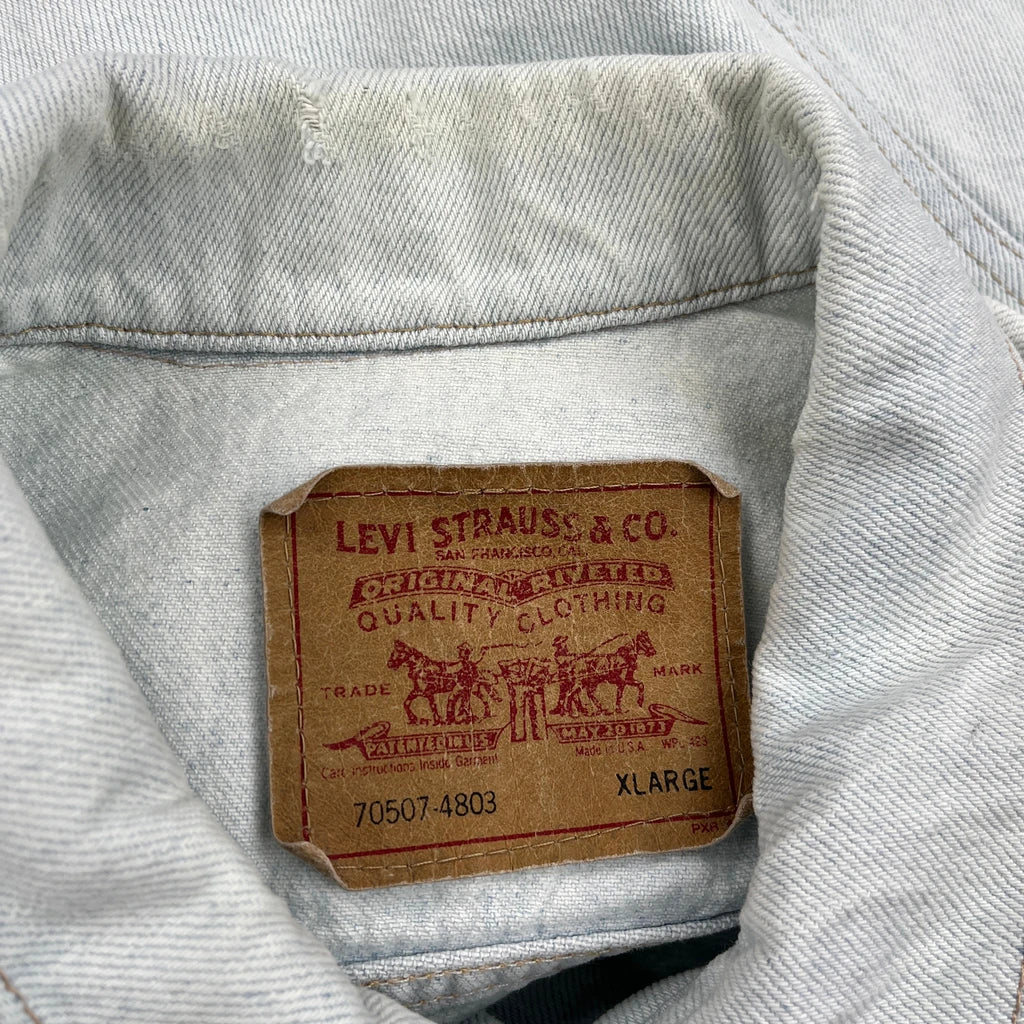 LEVI STRAUSS & CO.
SAN FRANCISCO, CAL.
ORIGINAL RIVETED
QUALITY CLOTHING
TRADE MARK
PATENTED IN U.S. MAY 20 1873
Care Instructions Inside Garment Made in U.S.A. WPL 423
70507-4803 XLARGE